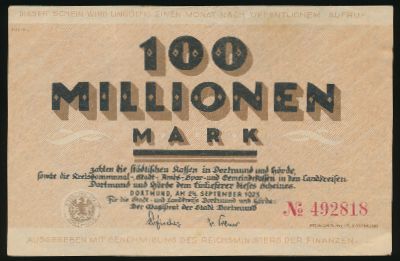 DIESER SCHEIN WIRD UNGÜLTIG EINEN MONAT NACH ÖFFENTLICHEM AUFRUF
100
MILLIONEN
MARK
zahlen die städtischen Kassen in Dortmund und Hörde,
sowie die Kreiskommunal-, Stadt-, Amts-, Spar- und Gemeindekassen in den Landkreisen
Dortmund und Hörde dem Einlieferer dieses Scheines.
DORTMUND, AM 24. SEPTEMBER 1923
Für die Stadt- und Landkreise Dortmund und Hörde:
Der Magistrat der Stadt Dortmund
№ 492818
AUSGEGEBEN MIT GENEHMIGUNG DES REICHSMINISTERS DER FINANZEN